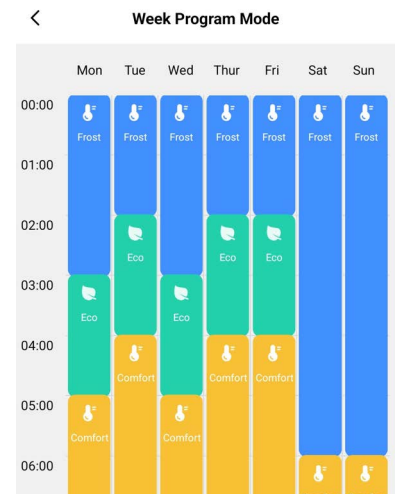 Week Program Mode
Mon Tue Wed Thur Fri Sat Sun
00:00
Frost Frost Frost Frost Frost Frost Frost
01:00
02:00
Eco Eco Eco
03:00
Eco Eco
04:00
Comfort Comfort Comfort
05:00
Comfort Comfort
06:00